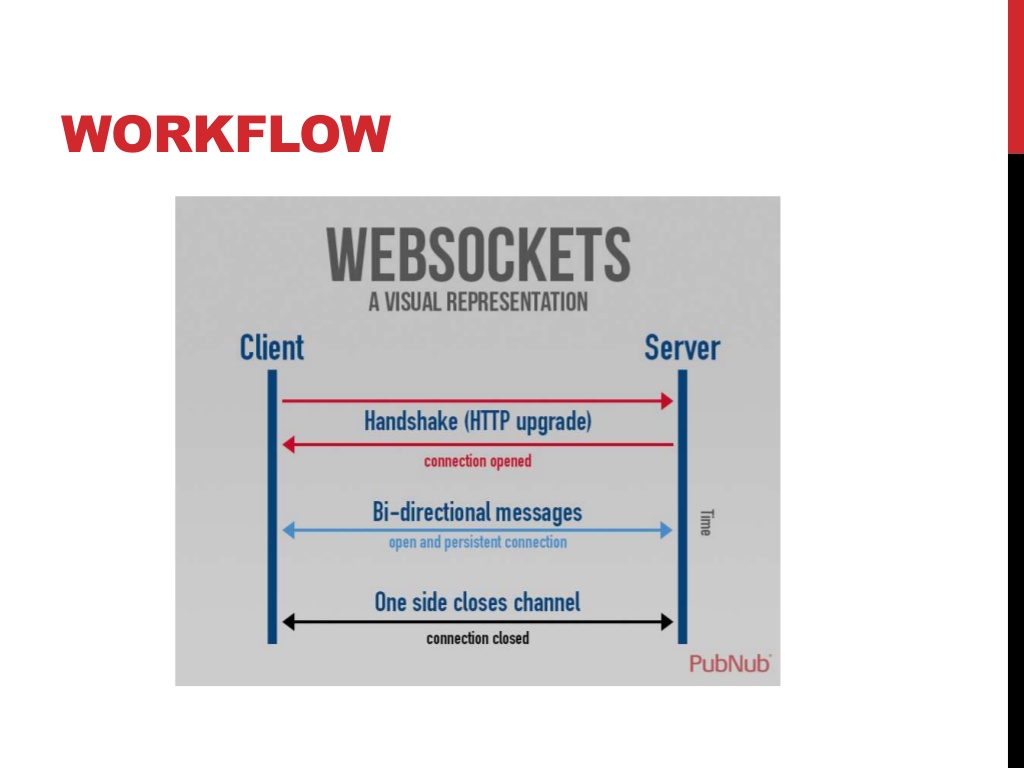 WORKFLOW
WEBSOCKETS
A VISUAL REPRESENTATION
Client
Server
Handshake (HTTP upgrade)
connection opened
Bi-directional messages
open and persistent connection
Time
One side closes channel
connection closed
PubNub